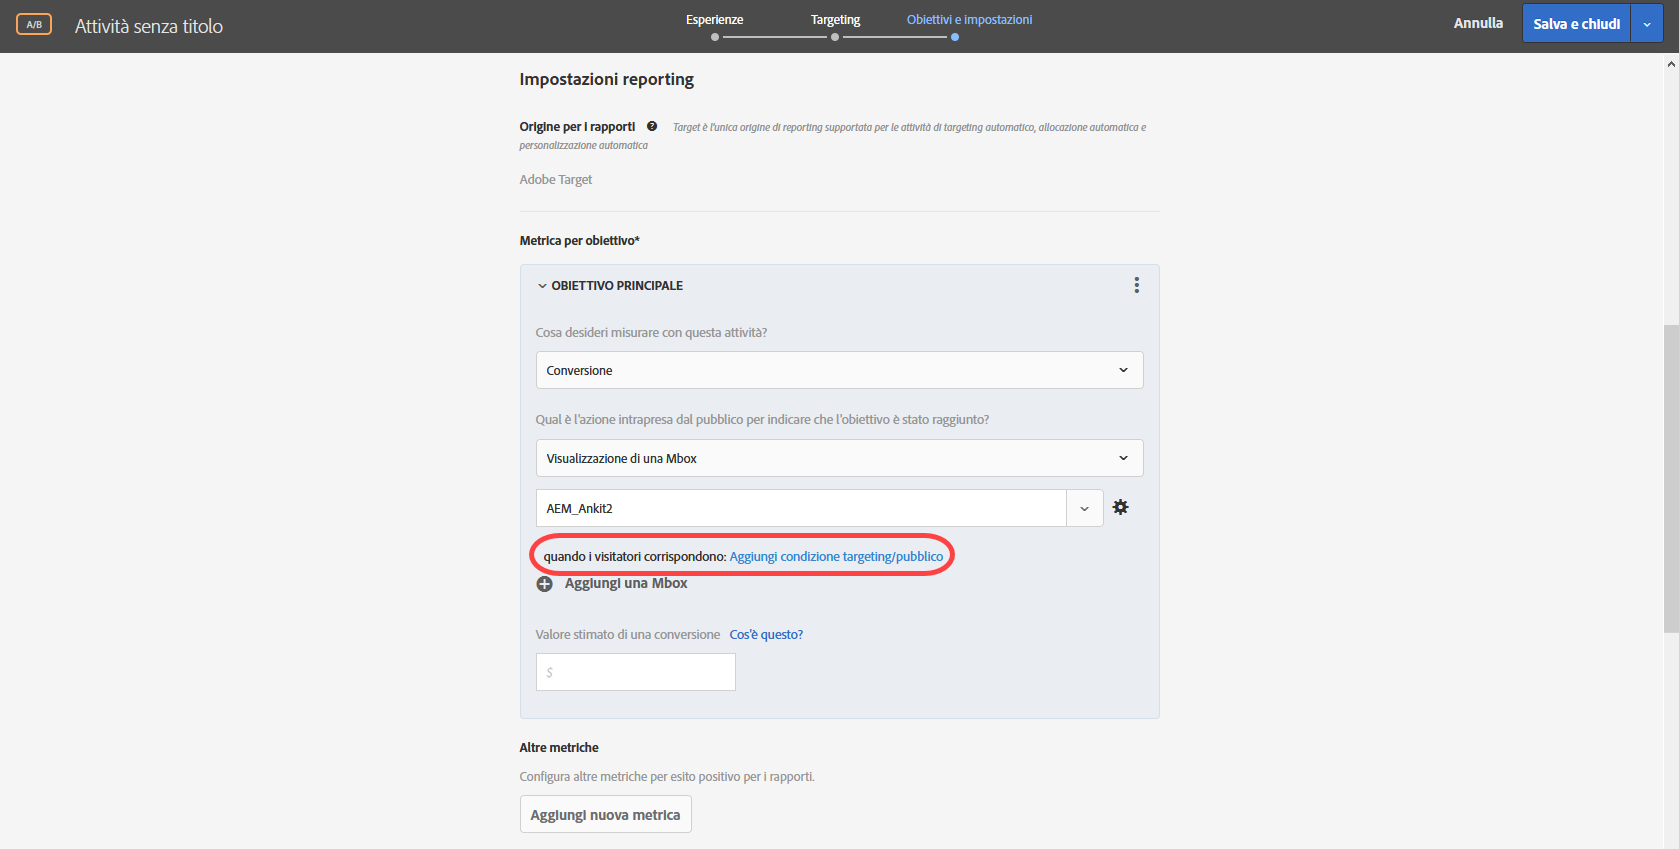 A/B
Attività senza titolo
Esperienze
Targeting
Obiettivi e impostazioni
Annulla
Salva e chiudi
Impostazioni reporting
Origine per i rapporti ? Target è l'unica origine di reporting supportata per le attività di targeting automatico, allocazione automatica e
personalizzazione automatica
Adobe Target
Metrica per obiettivo*
OBIETTIVO PRINCIPALE
Cosa desideri misurare con questa attività?
Conversione
Qual è l'azione intrapresa dal pubblico per indicare che l'obiettivo è stato raggiunto?
Visualizzazione di una Mbox
AEM_Ankit2
quando i visitatori corrispondono: Aggiungi condizione targeting/pubblico
Aggiungi una Mbox
Valore stimato di una conversione Cos'è questo?
$
Altre metriche
Configura altre metriche per esito positivo per i rapporti.
Aggiungi nuova metrica